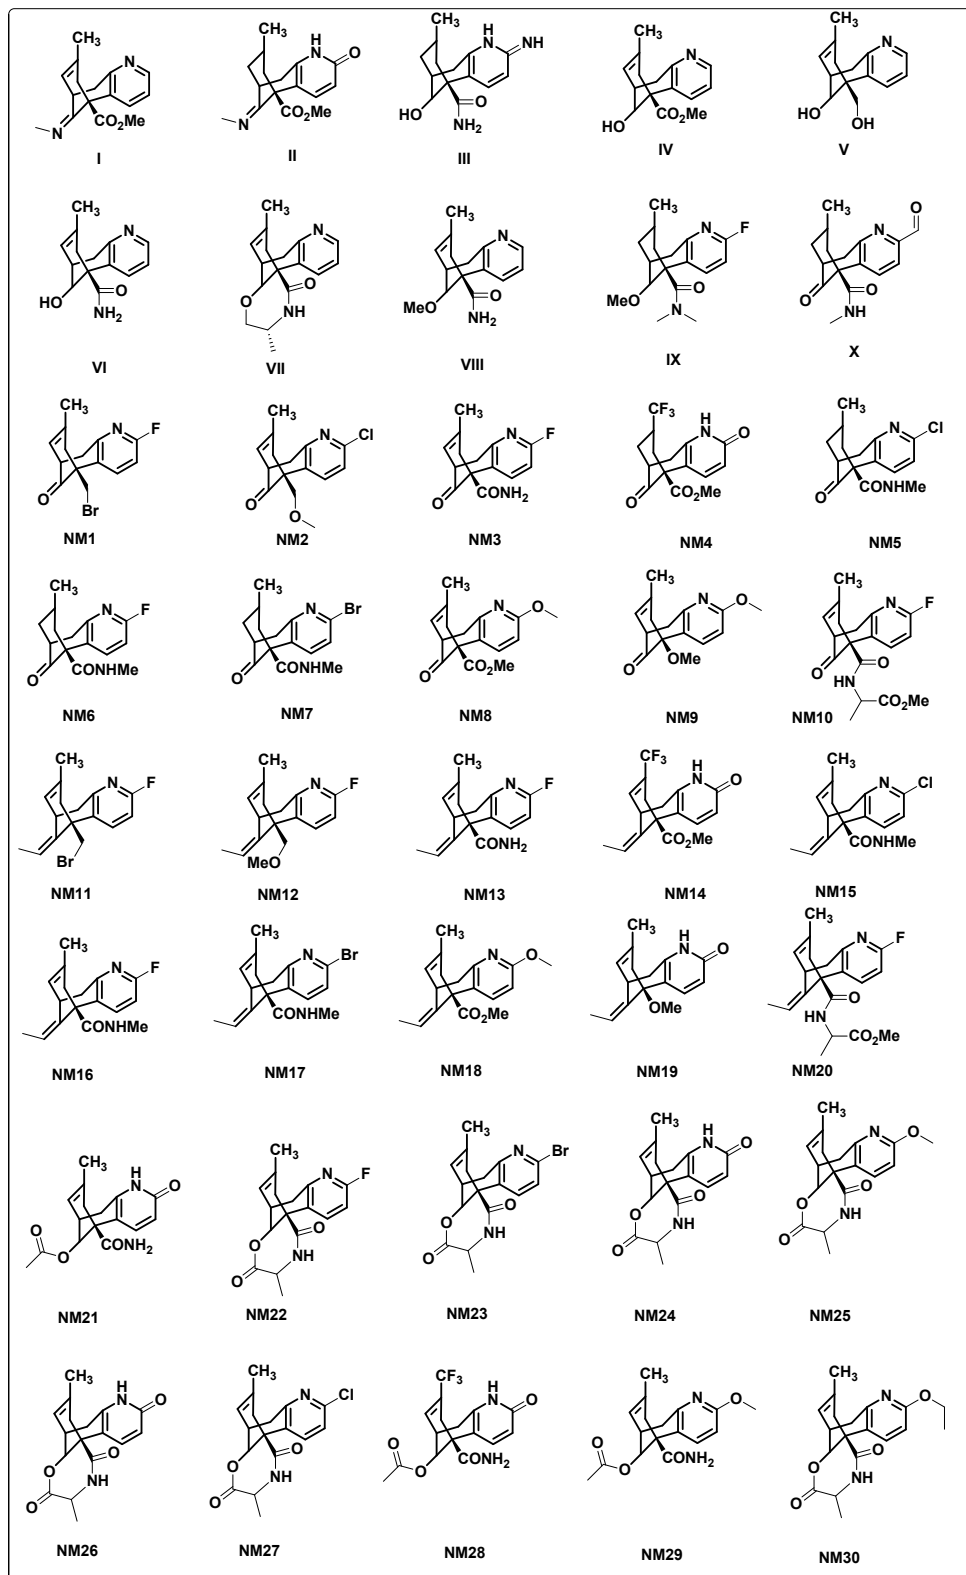 CH3 CH3 H CH3 H CH3 CH3
N N O N NH N N
N CO2Me N CO2Me HO O NH2 HO CO2Me HO OH
I II III IV V
CH3 CH3 CH3 CH3 CH3 O
N N N N F N
HO O NH2 O O NH MeO O NH2 MeO O N O O NH
VI VII VIII IX X
CH3 CH3 CH3 CF3 H CH3
N F N Cl N F N O N Cl
O Br O O O CONH2 O CO2Me O CONHMe
NM1 NM2 NM3 NM4 NM5
CH3 CH3 CH3 CH3 CH3
N F N Br N O N O N F
O CONHMe O CONHMe O CO2Me O OMe O O HN CO2Me
NM6 NM7 NM8 NM9 NM10
CH3 CH3 CH3 CF3 H CH3
N F N F N F N O N Cl
Br MeO CONH2 CO2Me CONHMe
NM11 NM12 NM13 NM14 NM15
CH3 CH3 CH3 CH3 H CH3
N F N Br N O N O N F
CONHMe CONHMe CO2Me OMe O HN CO2Me
NM16 NM17 NM18 NM19 NM20
CH3 H CH3 CH3 CH3 H CH3
N O N F N Br N O N O
O O CONH2 O O NH O O O NH O O O NH O O O NH O
NM21 NM22 NM23 NM24 NM25
CH3 H CH3 CF3 H CH3 CH3
N O N Cl N O N O N O
O O NH O O O NH O O O CONH2 O O CONH2 O O NH O
NM26 NM27 NM28 NM29 NM30